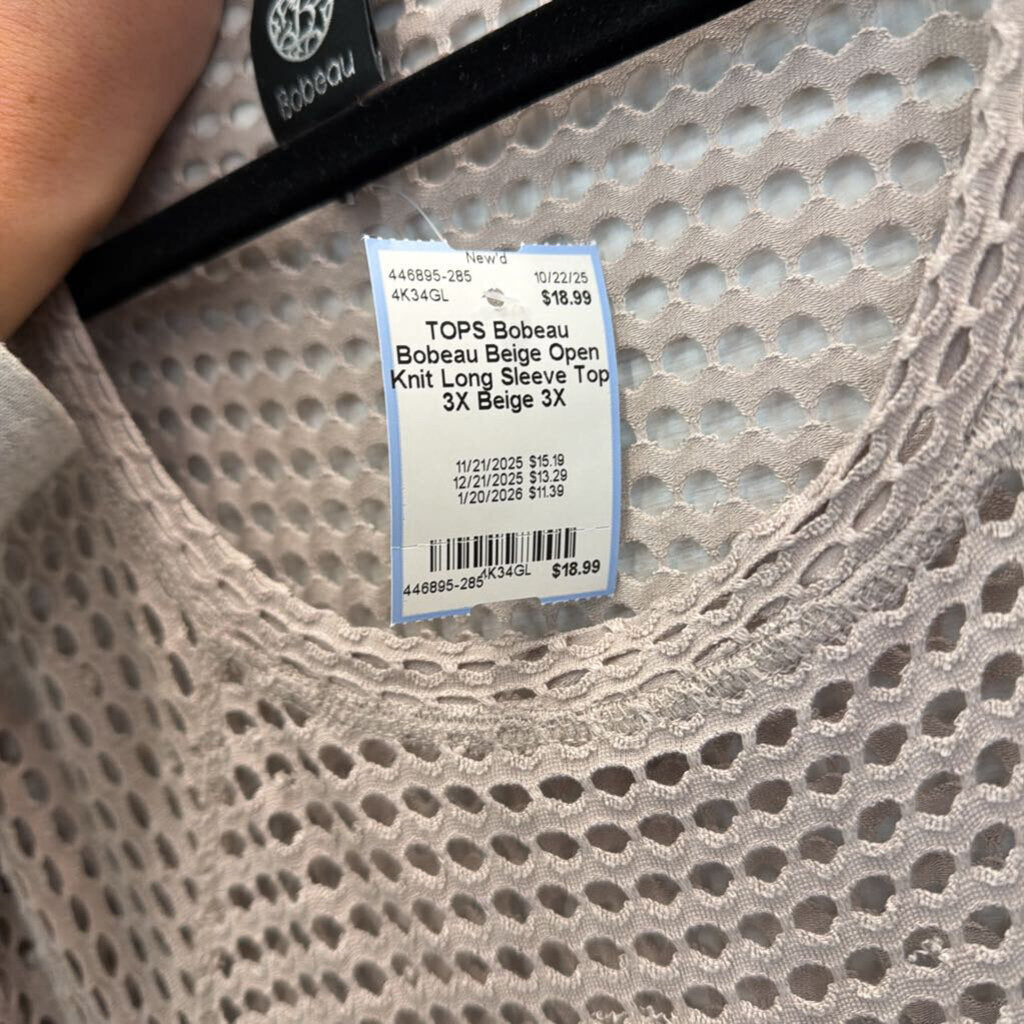 Bobeau
New'd
446895-285 10/22/25
4K34GL $18.99
TOPS Bobeau
Bobeau Beige Open
Knit Long Sleeve Top
3X Beige 3X
11/21/2025 $15.19
12/21/2025 $13.29
1/20/2026 $11.39
446895-285 4K34GL $18.99